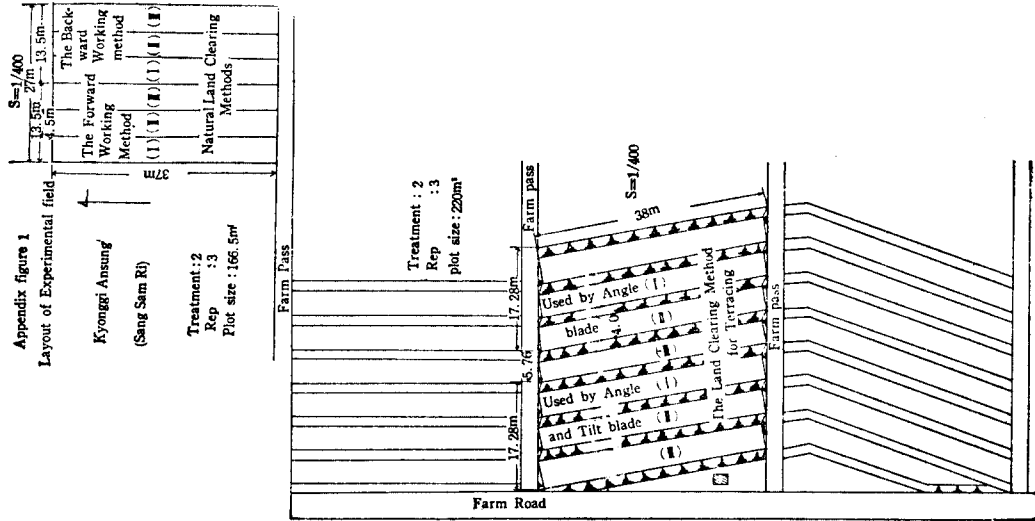 Appendix figure 1
Layout of Experimental field
Kyonggi Ansung'
(Sang Sam Ri)
Treatment : 2
Rep : 3
Plot size : 166.5㎡
S=1/400
27m
13.5m
13.5m
4.5m
37m
The Forward
Working
Method
The Back-
ward
Working
method
(Ⅰ) (Ⅱ) (Ⅲ) (Ⅰ) (Ⅱ) (Ⅲ)
Natural Land Clearing
Methods
Farm Pass
Treatment : 2
Rep : 3
plot size : 220m²
Farm pass
S=1/400
38m
17.28m
5.76
17.28m
4.0
Used by Angle (Ⅰ)
blade (Ⅱ)
(Ⅲ)
Used by Angle (Ⅰ)
and Tilt blade (Ⅱ)
(Ⅲ)
The Land Clearing Method
for Terracing
Farm pass
Farm Road